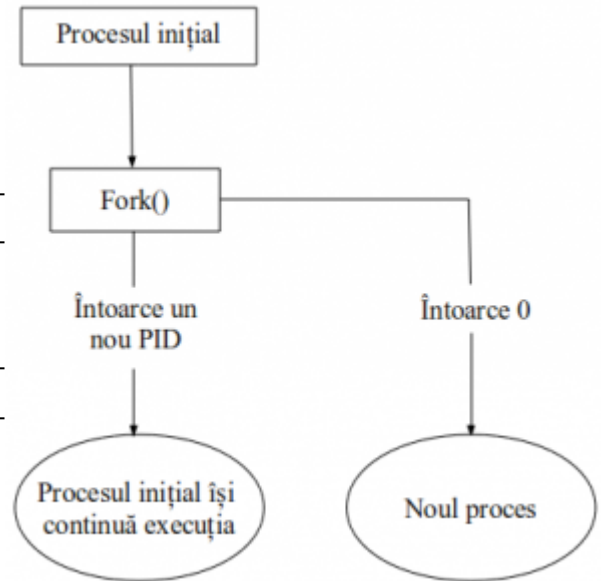 Procesul inițial
Fork()
Întoarce un
nou PID
Întoarce 0
Procesul inițial își
continuă execuția
Noul proces